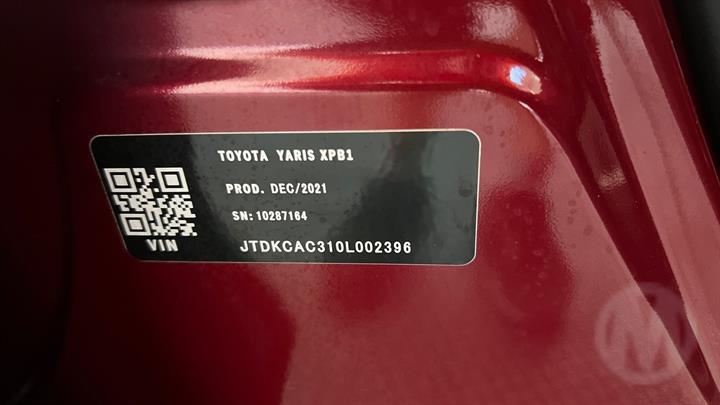 TOYOTA YARIS XPB1
PROD. DEC/2021
SN:10287164
VIN
JTDKCAC310L002396
M